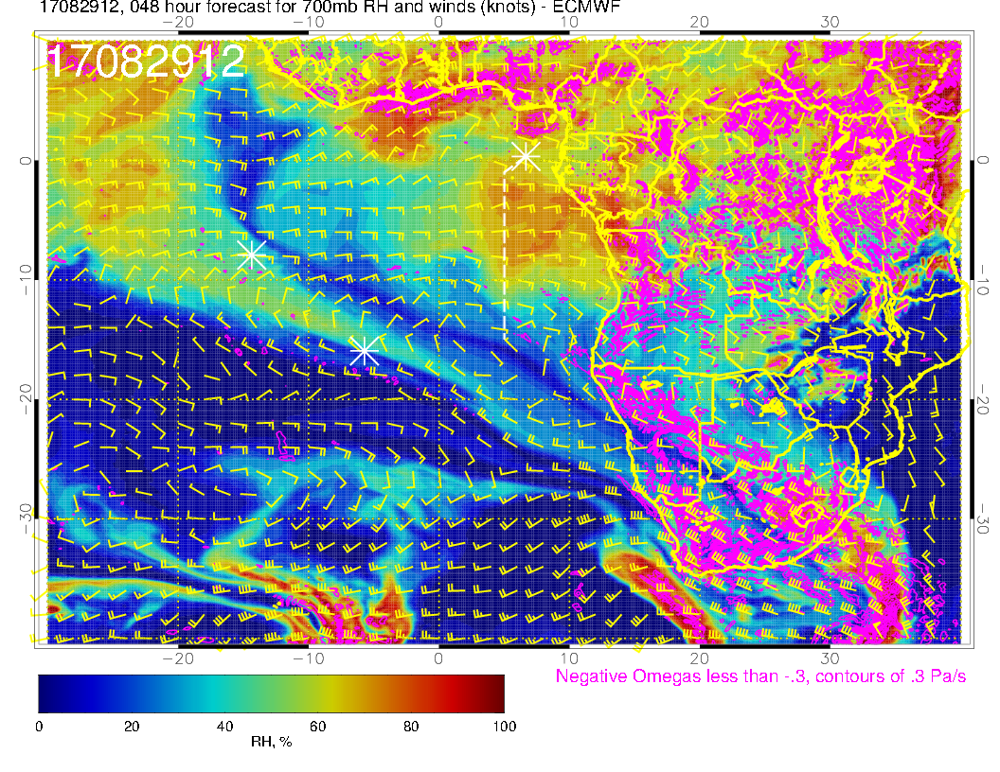 17082912, 048 hour forecast for 700mb RH and winds (knots) - ECMWF
−20 −10 0 10 20 30
17082912
0 0
−10 −10
−20 −20
−30 −30
−20 −10 0 10 20 30
Negative Omegas less than -.3, contours of .3 Pa/s
0 20 40 60 80 100
RH, %